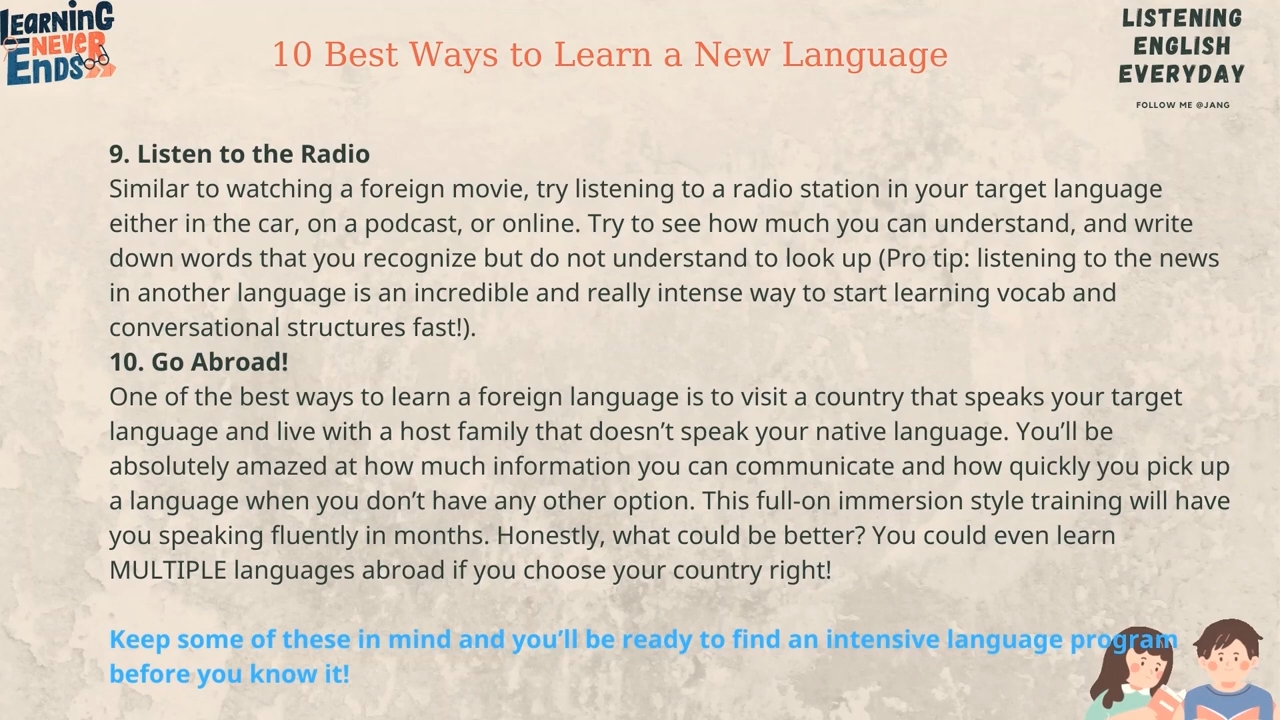 LEARNING
NEVER
ENDS
10 Best Ways to Learn a New Language
LISTENING
ENGLISH
EVERYDAY
FOLLOW ME @JANG
9. Listen to the Radio
Similar to watching a foreign movie, try listening to a radio station in your target language
either in the car, on a podcast, or online. Try to see how much you can understand, and write
down words that you recognize but do not understand to look up (Pro tip: listening to the news
in another language is an incredible and really intense way to start learning vocab and
conversational structures fast!).
10. Go Abroad!
One of the best ways to learn a foreign language is to visit a country that speaks your target
language and live with a host family that doesn’t speak your native language. You’ll be
absolutely amazed at how much information you can communicate and how quickly you pick up
a language when you don’t have any other option. This full-on immersion style training will have
you speaking fluently in months. Honestly, what could be better? You could even learn
MULTIPLE languages abroad if you choose your country right!
Keep some of these in mind and you’ll be ready to find an intensive language program
before you know it!